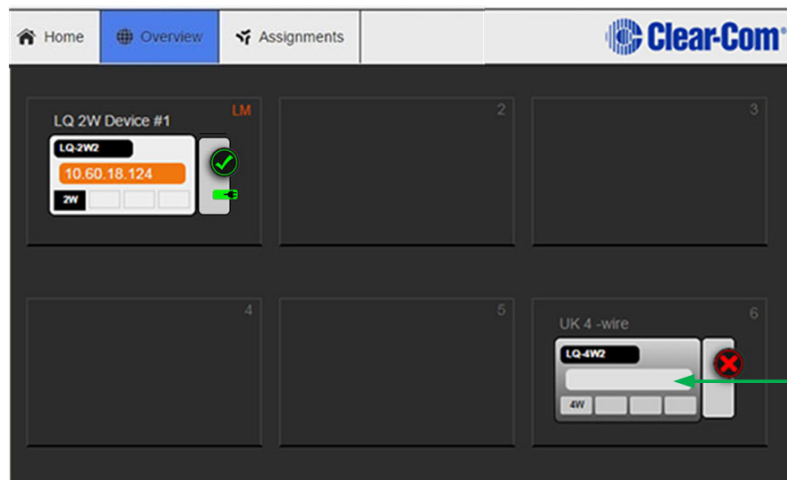 Home
Overview
Assignments
Clear-Com®
LQ 2W Device #1
LM
LQ-2W2
10.60.18.124
2W
2
3
4
5
UK 4 -wire
6
LQ-4W2
4W